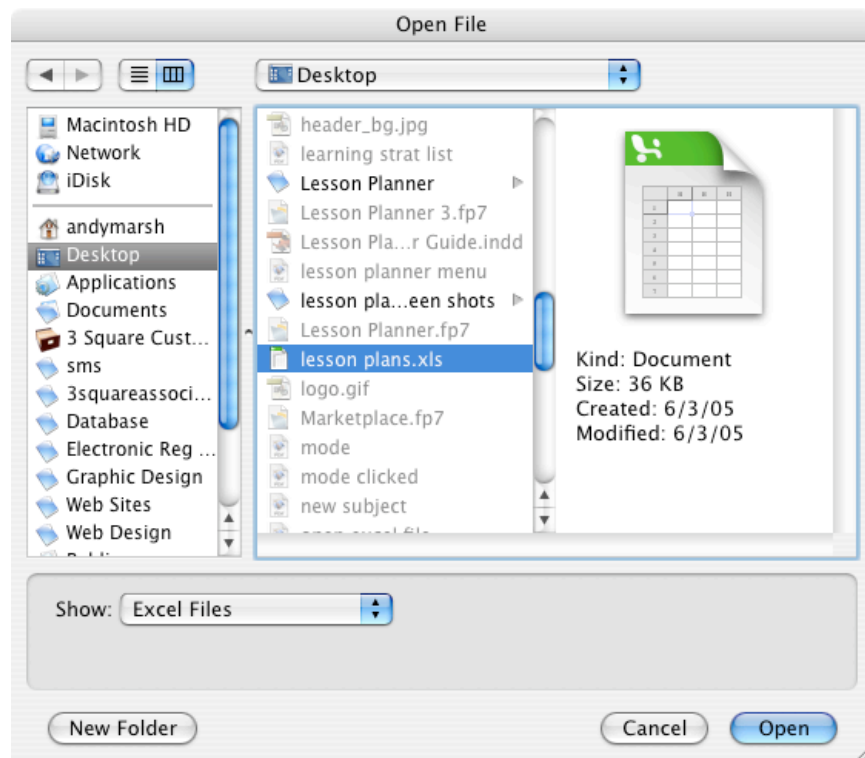 Open File
Desktop
Macintosh HD
Network
iDisk
andymarsh
Desktop
Applications
Documents
3 Square Cust...
sms
3squareassoci...
Database
Electronic Reg ...
Graphic Design
Web Sites
Web Design
header_bg.jpg
learning strat list
Lesson Planner
Lesson Planner 3.fp7
Lesson Pla...r Guide.indd
lesson planner menu
lesson pla...een shots
Lesson Planner.fp7
lesson plans.xls
logo.gif
Marketplace.fp7
mode
mode clicked
new subject
open excel file
Kind: Document
Size: 36 KB
Created: 6/3/05
Modified: 6/3/05
Show: Excel Files
New Folder
Cancel
Open